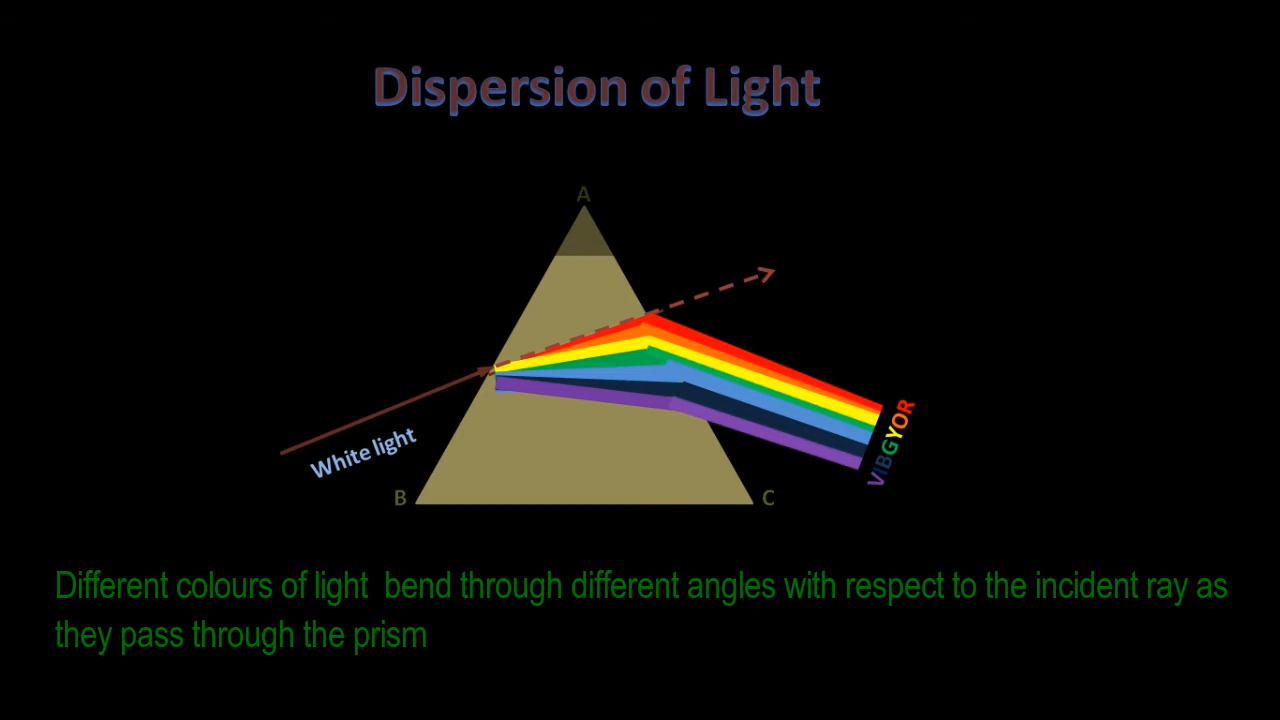 Dispersion of Light
A
White light
VIBGYOR
B
C
Different colours of light  bend through different angles with respect to the incident ray as
they pass through the prism